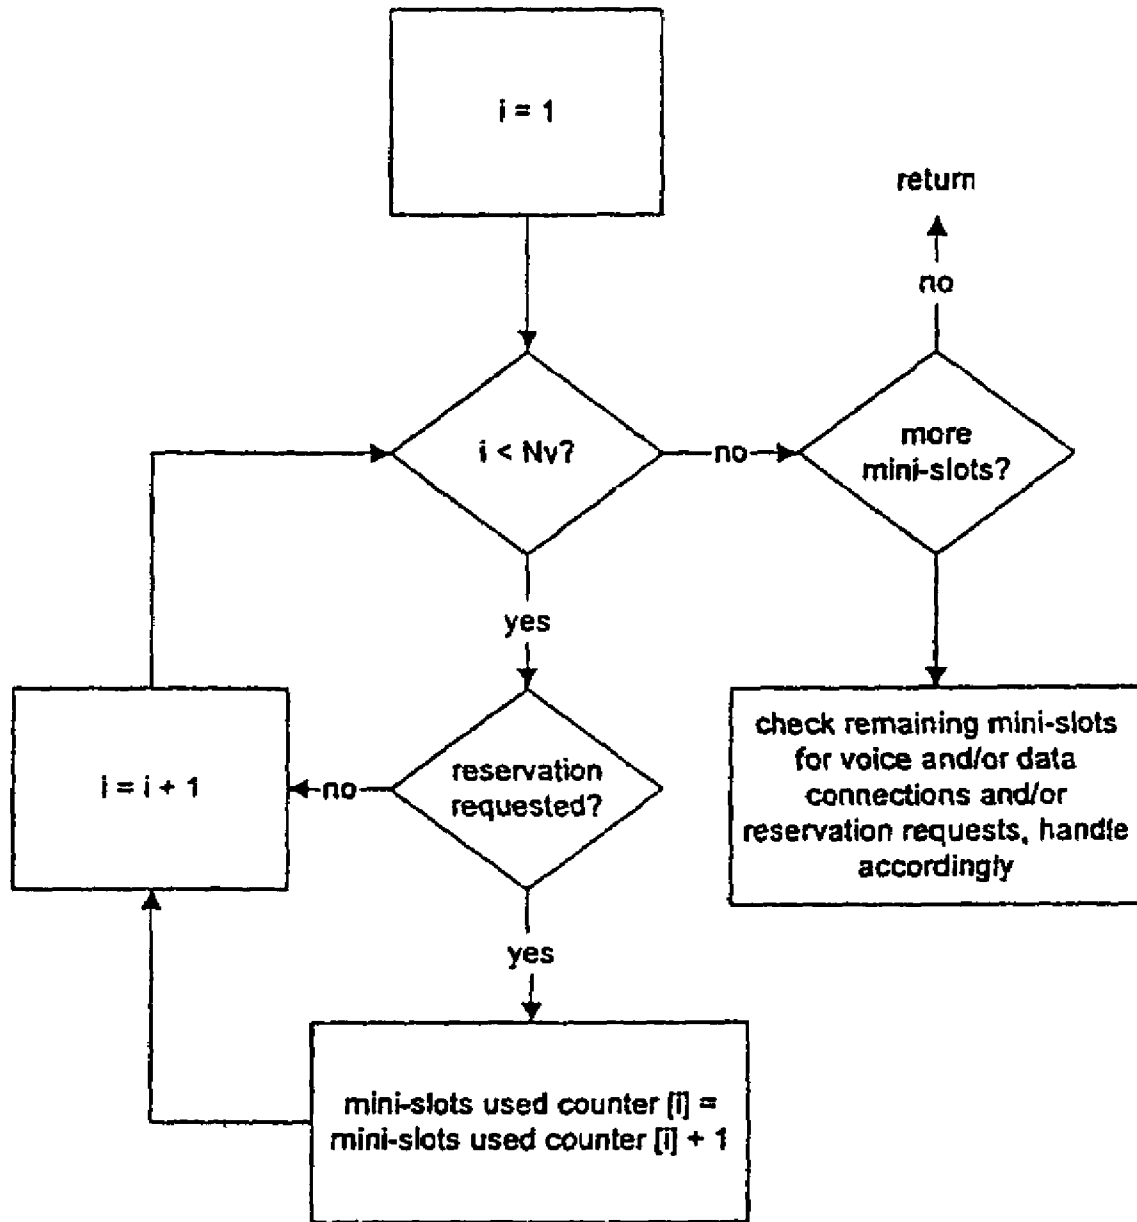 i = 1
return
no
i < Nv?
no
more
mini-slots?
yes
i = i + 1
no
reservation
requested?
check remaining mini-slots
for voice and/or data
connections and/or
reservation requests, handle
accordingly
yes
mini-slots used counter [i] =
mini-slots used counter [i] + 1